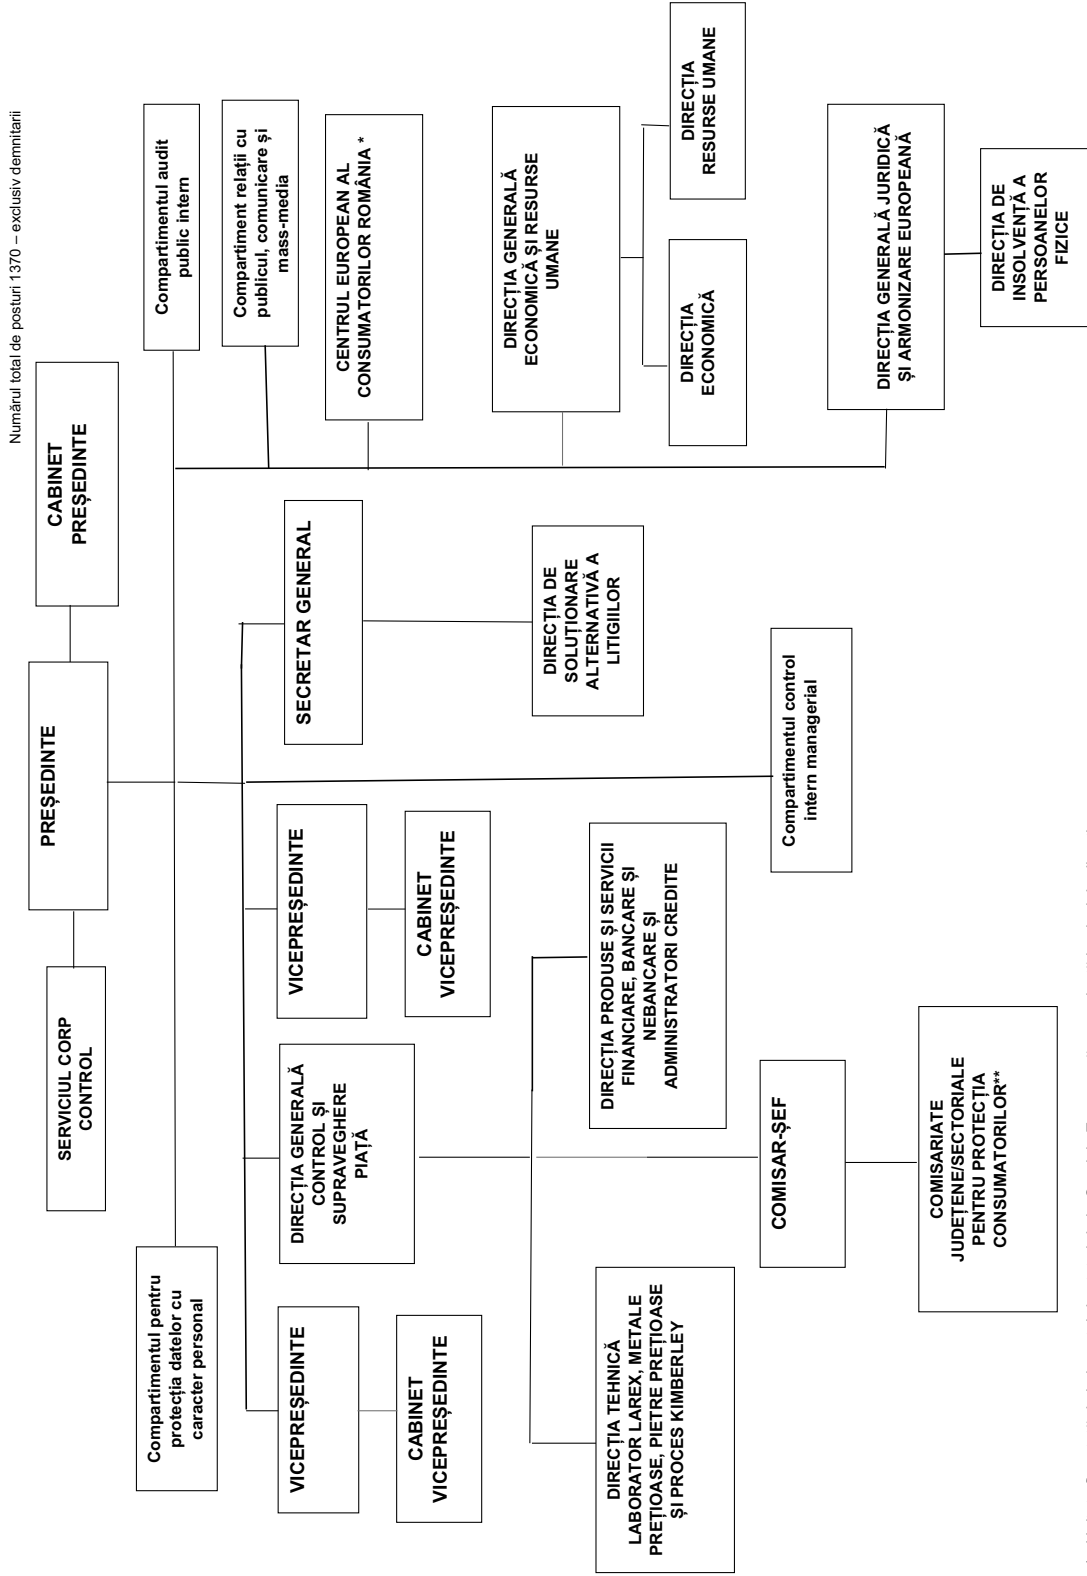 Numărul total de posturi 1370 – exclusiv demnitarii
SERVICIUL CORP
CONTROL
PREȘEDINTE
CABINET
PREȘEDINTE
Compartimentul pentru
protecția datelor cu
caracter personal
Compartimentul audit
public intern
Compartiment relații cu
publicul, comunicare și
mass-media
CENTRUL EUROPEAN AL
CONSUMATORILOR ROMÂNIA *
VICEPREȘEDINTE
DIRECȚIA GENERALĂ
CONTROL ȘI
SUPRAVEGHERE
PIAȚĂ
VICEPREȘEDINTE
SECRETAR GENERAL
CABINET
VICEPREȘEDINTE
CABINET
VICEPREȘEDINTE
DIRECȚIA GENERALĂ
ECONOMICĂ ȘI RESURSE
UMANE
DIRECȚIA DE
SOLUȚIONARE
ALTERNATIVĂ A
LITIGIILOR
DIRECȚIA TEHNICĂ
LABORATOR LAREX, METALE
PREȚIOASE, PIETRE PREȚIOASE
ȘI PROCES KIMBERLEY
DIRECȚIA PRODUSE ȘI SERVICII
FINANCIARE, BANCARE ȘI
NEBANCARE ȘI
ADMINISTRATORI CREDITE
DIRECȚIA
ECONOMICĂ
DIRECȚIA
RESURSE UMANE
COMISAR-ȘEF
Compartimentul control
intern managerial
DIRECȚIA GENERALĂ JURIDICĂ
ȘI ARMONIZARE EUROPEANĂ
COMISARIATE
JUDEȚENE/SECTORIALE
PENTRU PROTECȚIA
CONSUMATORILOR**
DIRECȚIA DE
INSOLVENȚĂ A
PERSOANELOR
FIZICE